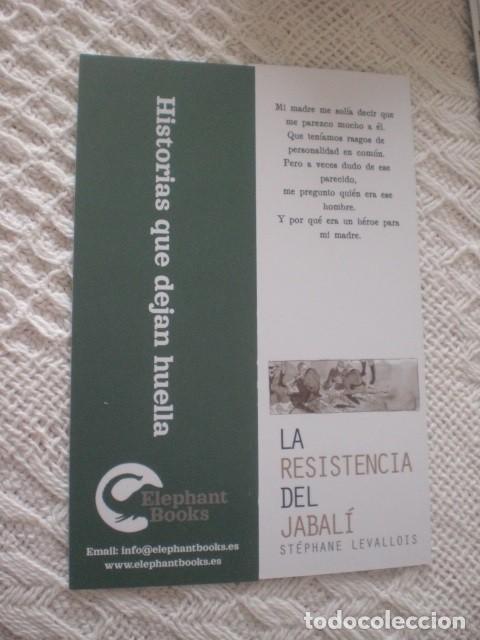 Historias que dejan huella
Elephant
Books
Email: info@elephantbooks.es
www.elephantbooks.es
Mi madre me solía decir que
me parezco mucho a él.
Que teníamos rasgos de
personalidad en común.
Pero a veces dudo de ese
parecido,
me pregunto quién era ese
hombre.
Y por qué era un héroe para
mi madre.
LA
RESISTENCIA
DEL
JABALÍ
STÉPHANE LEVALLOIS
todocoleccion